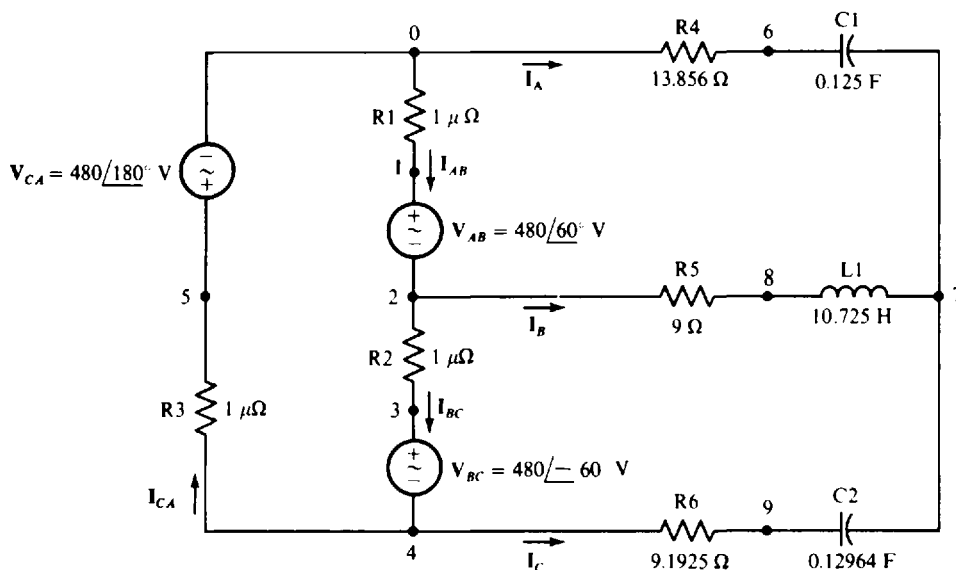 0
I_A
R4
13.856 Ω
6
C1
0.125 F
R1
1 μΩ
V_CA = 480/180° V
−
~
+
1
I_AB
+
~
−
V_AB = 480/60° V
5
2
I_B
R5
9 Ω
8
L1
10.725 H
7
R2
1 μΩ
R3
1 μΩ
3
I_BC
+
~
−
V_BC = 480/− 60 V
I_CA
4
I_C
R6
9.1925 Ω
9
C2
0.12964 F